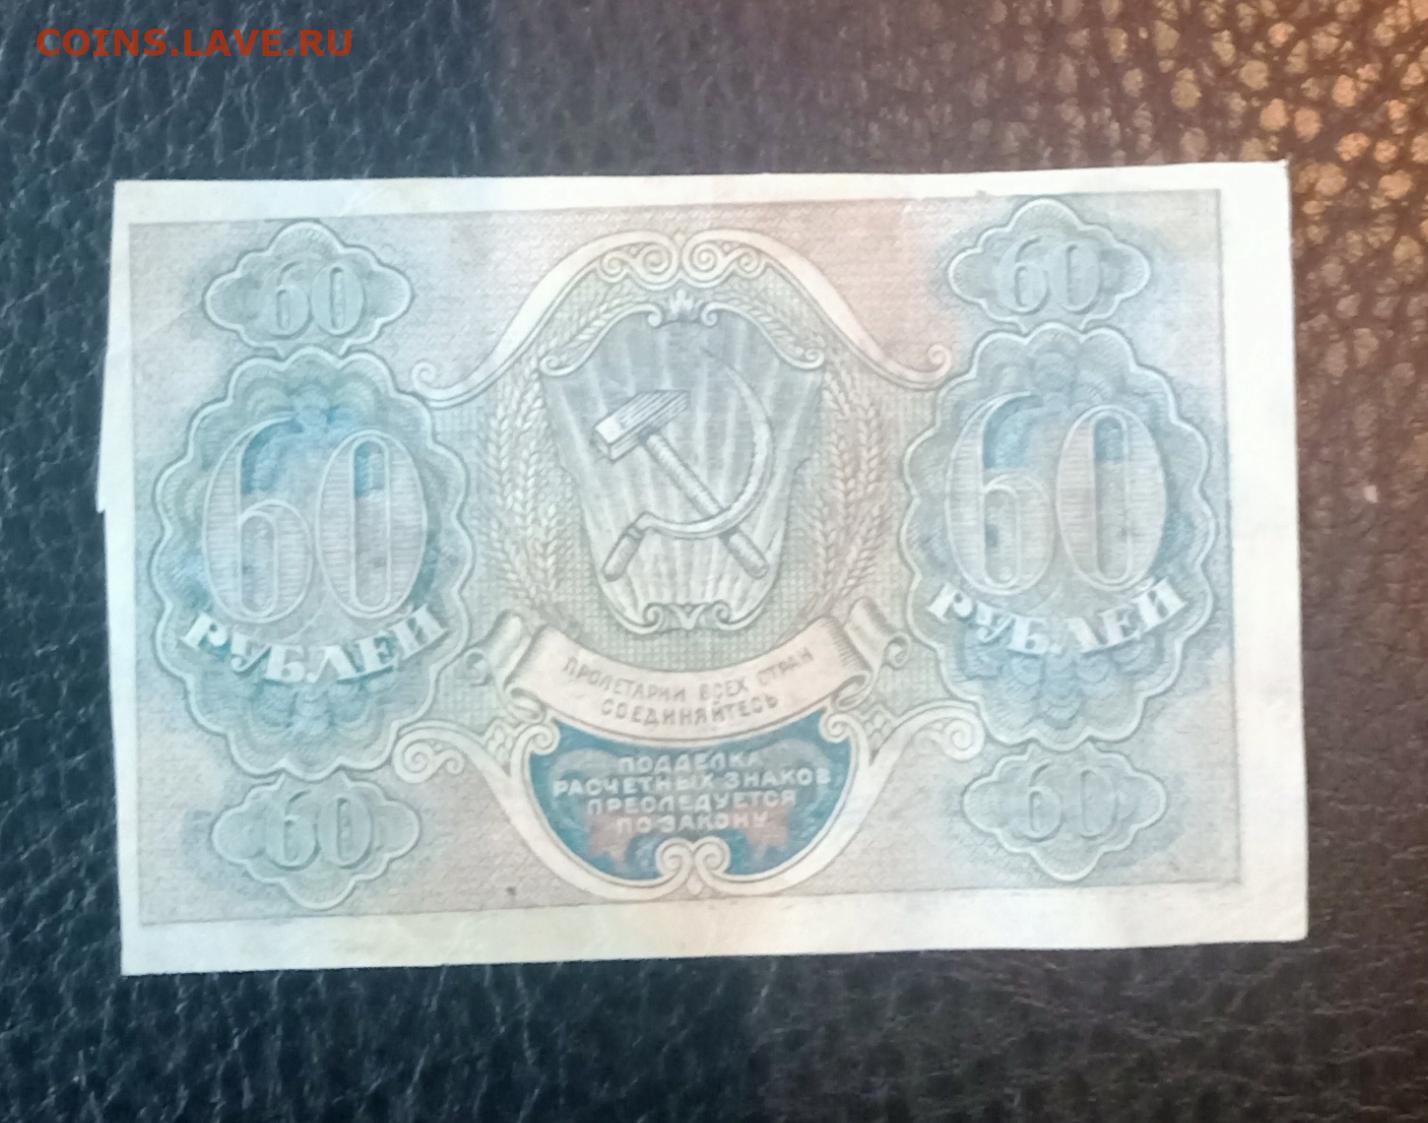 COINS.LAVE.RU
60
60
60
РУБЛЕЙ
60
РУБЛЕЙ
ПРОЛЕТАРИИ ВСЕХ СТРАН
СОЕДИНЯЙТЕСЬ
ПОДДЕЛКА
РАСЧЕТНЫХ ЗНАКОВ
ПРЕСЛЕДУЕТСЯ
ПО ЗАКОНУ
60
60